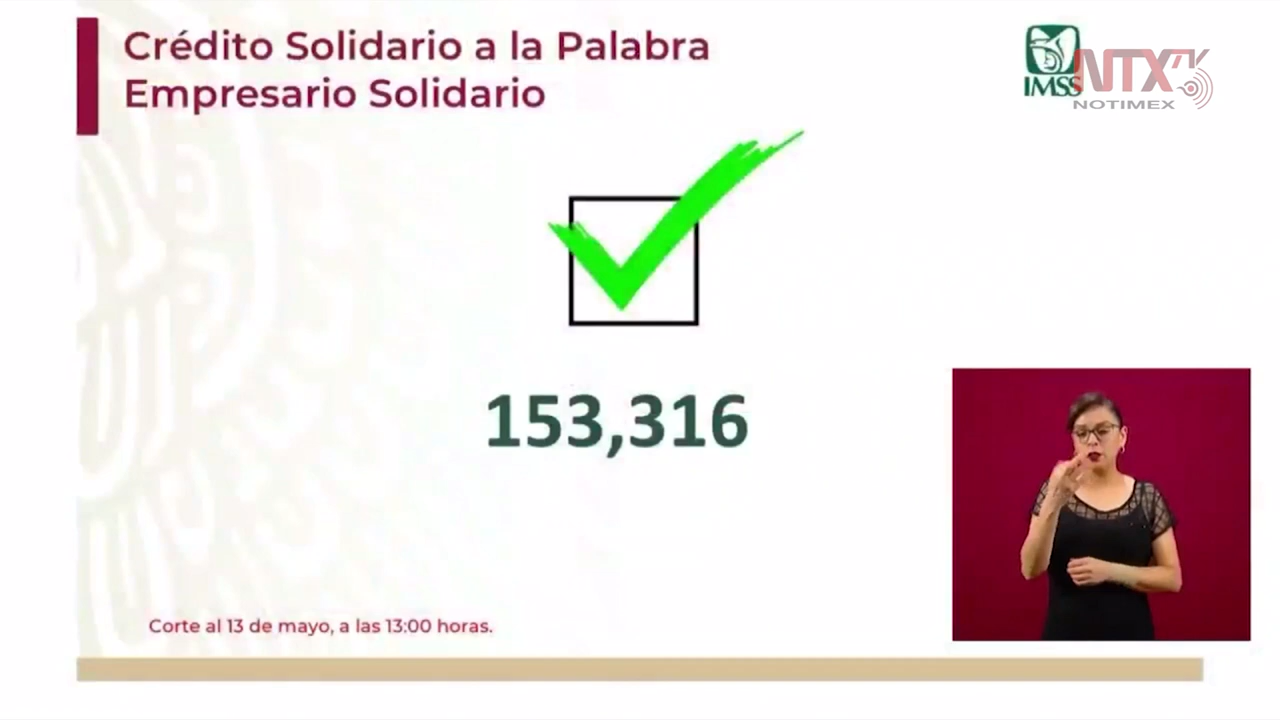 Crédito Solidario a la Palabra
Empresario Solidario
IMSS
NTX
NOTIMEX
153,316
Corte al 13 de mayo, a las 13:00 horas.